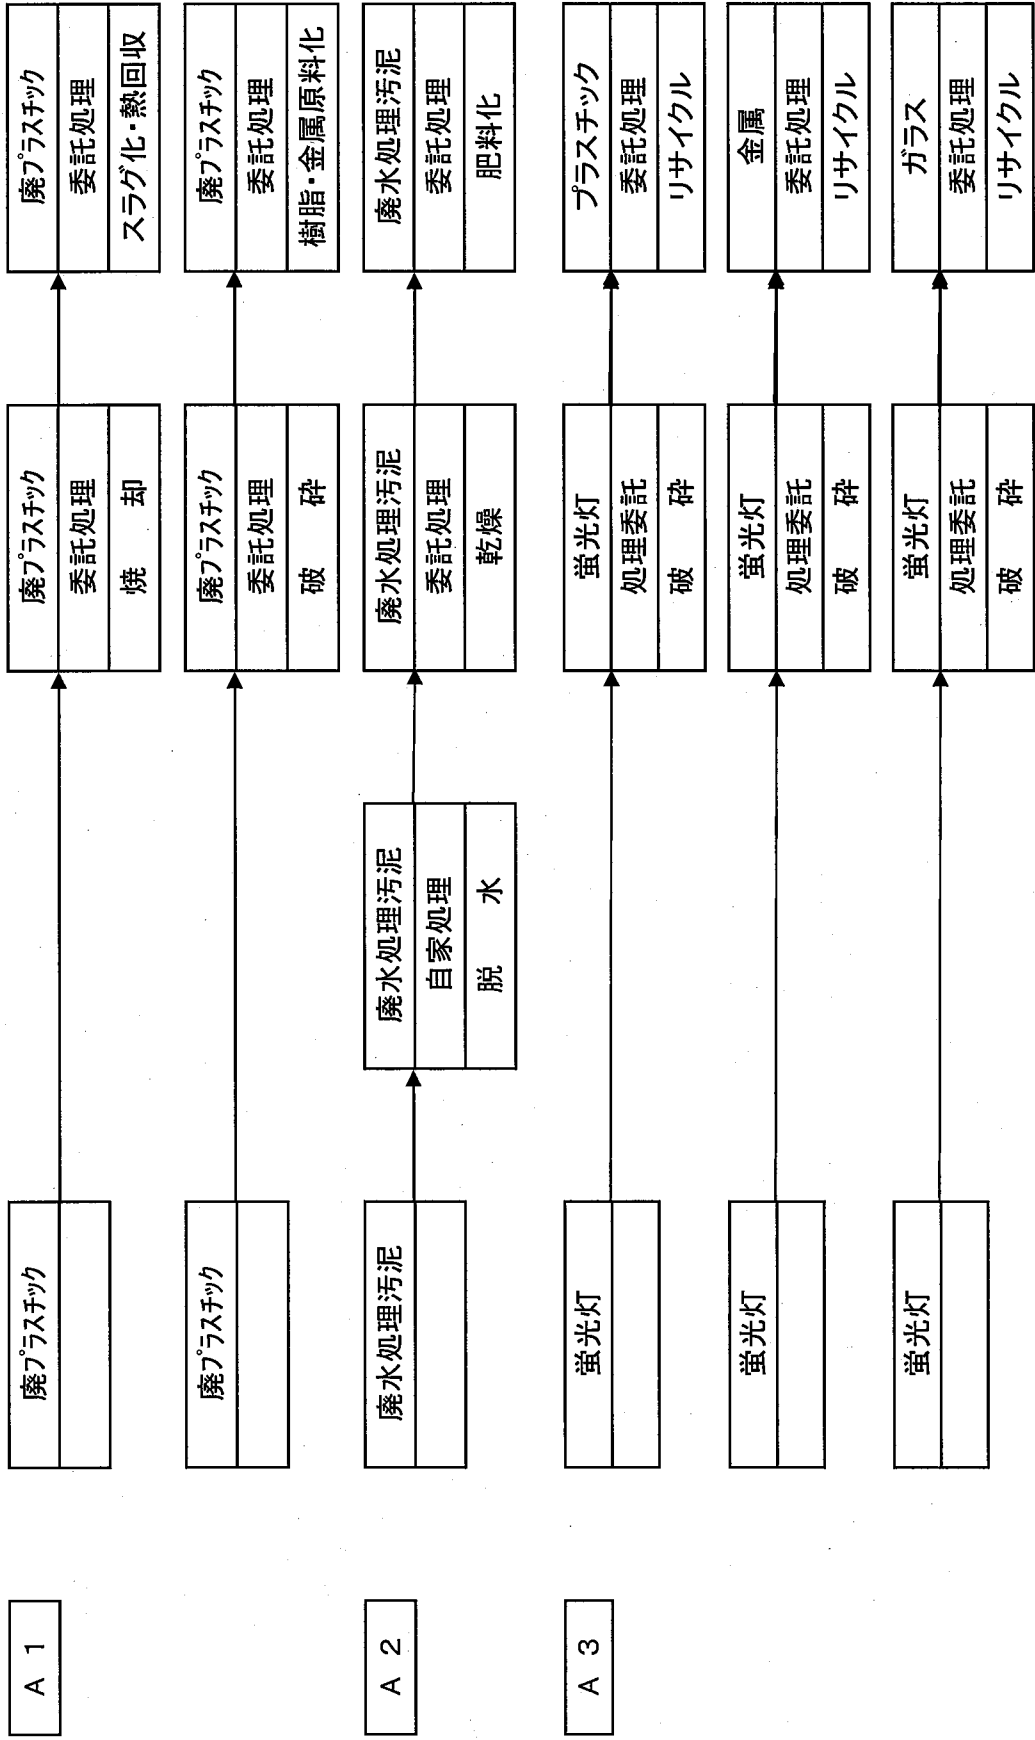 A 1
廃プラスチック
廃プラスチック
委託処理
焼 却
廃プラスチック
委託処理
スラグ化・熱回収
廃プラスチック
廃プラスチック
委託処理
破 砕
廃プラスチック
委託処理
樹脂・金属原料化
A 2
廃水処理汚泥
廃水処理汚泥
自家処理
脱 水
廃水処理汚泥
委託処理
乾燥
廃水処理汚泥
委託処理
肥料化
A 3
蛍光灯
蛍光灯
処理委託
破 砕
プラスチック
委託処理
リサイクル
蛍光灯
蛍光灯
処理委託
破 砕
金属
委託処理
リサイクル
蛍光灯
蛍光灯
処理委託
破 砕
ガラス
委託処理
リサイクル